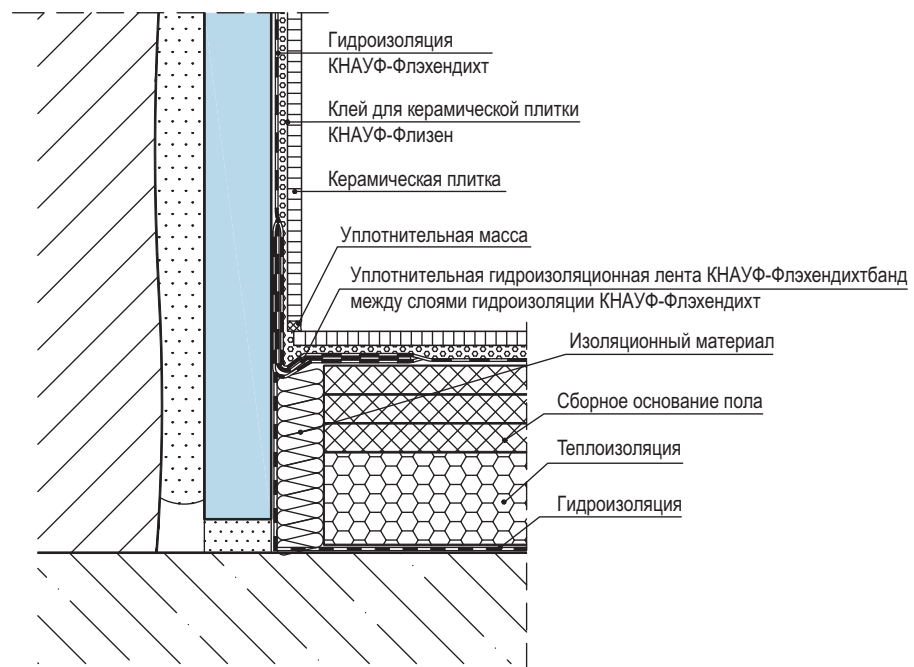 Гидроизоляция
КНАУФ-Флэхендихт
Клей для керамической плитки
КНАУФ-Флизен
Керамическая плитка
Уплотнительная масса
Уплотнительная гидроизоляционная лента КНАУФ-Флэхендихтбанд
между слоями гидроизоляции КНАУФ-Флэхендихт
Изоляционный материал
Сборное основание пола
Теплоизоляция
Гидроизоляция